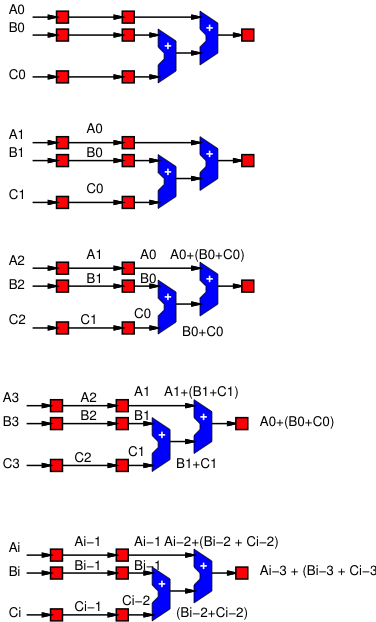 A0
+
B0
+
C0
A1 A0
+
B1 B0
+
C1 C0
A2 A1 A0 A0+(B0+C0)
+
B2 B1 B0
+
C2 C1 C0
B0+C0
A3 A2 A1 A1+(B1+C1)
+
B3 B2 B1 A0+(B0+C0)
+
C3 C2 C1
B1+C1
Ai Ai−1 Ai−1 Ai−2+(Bi−2 + Ci−2)
+
Bi Bi−1 Bi−1 Ai−3 + (Bi−3 + Ci−3
+
Ci Ci−1 Ci−2
(Bi−2+Ci−2)